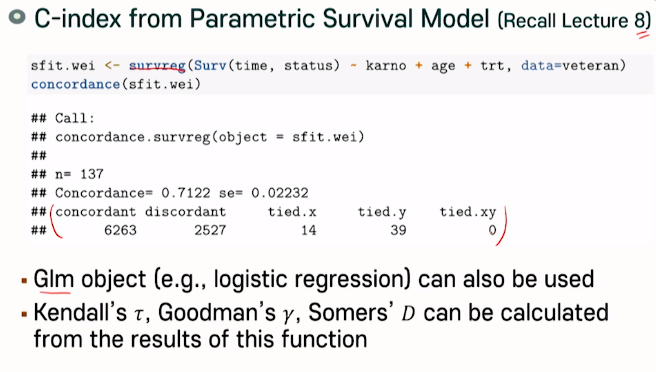 C-index from Parametric Survival Model (Recall Lecture 8)
sfit.wei <- survreg(Surv(time, status) ~ karno + age + trt, data=veteran)
concordance(sfit.wei)
## Call:
## concordance.survreg(object = sfit.wei)
##
## n= 137
## Concordance= 0.7122 se= 0.02232
## concordant discordant tied.x tied.y tied.xy
## 6263 2527 14 39 0
Glm object (e.g., logistic regression) can also be used
Kendall's τ, Goodman's γ, Somers' D can be calculated
from the results of this function